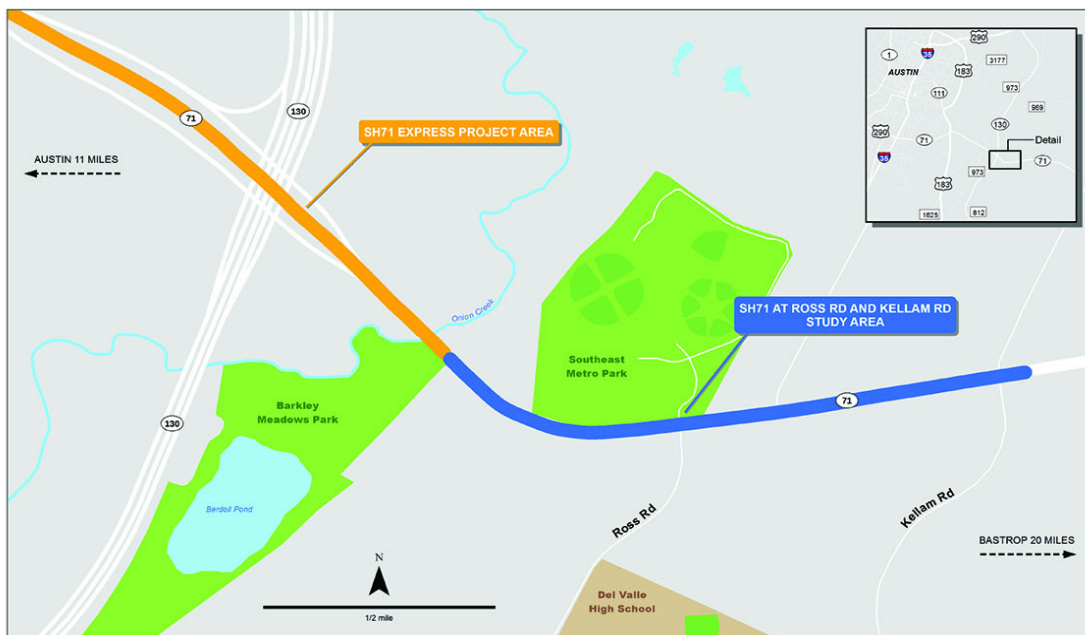 71
130
SH71 EXPRESS PROJECT AREA
AUSTIN 11 MILES
290
35
1
AUSTIN
183
3177
111
973
969
290
71
130
Detail
35
71
973
183
1625
812
Onion Creek
SH71 AT ROSS RD AND KELLAM RD
STUDY AREA
Southeast
Metro Park
71
Barkley
Meadows Park
130
Berdoll Pond
Ross Rd
Kellam Rd
BASTROP 20 MILES
N
1/2 mile
Del Valle
High School